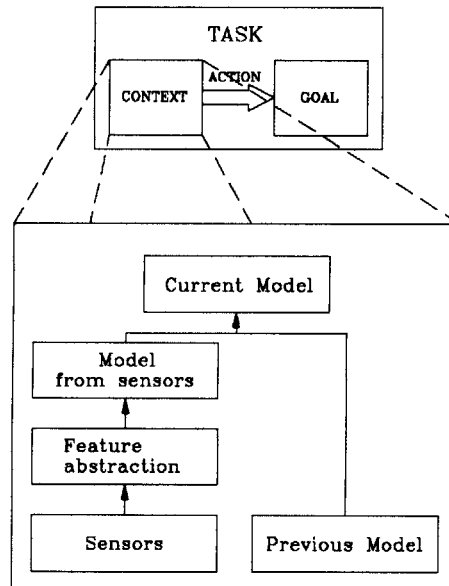 TASK
ACTION
CONTEXT
GOAL
Current Model
Model
from sensors
Feature
abstraction
Sensors
Previous Model